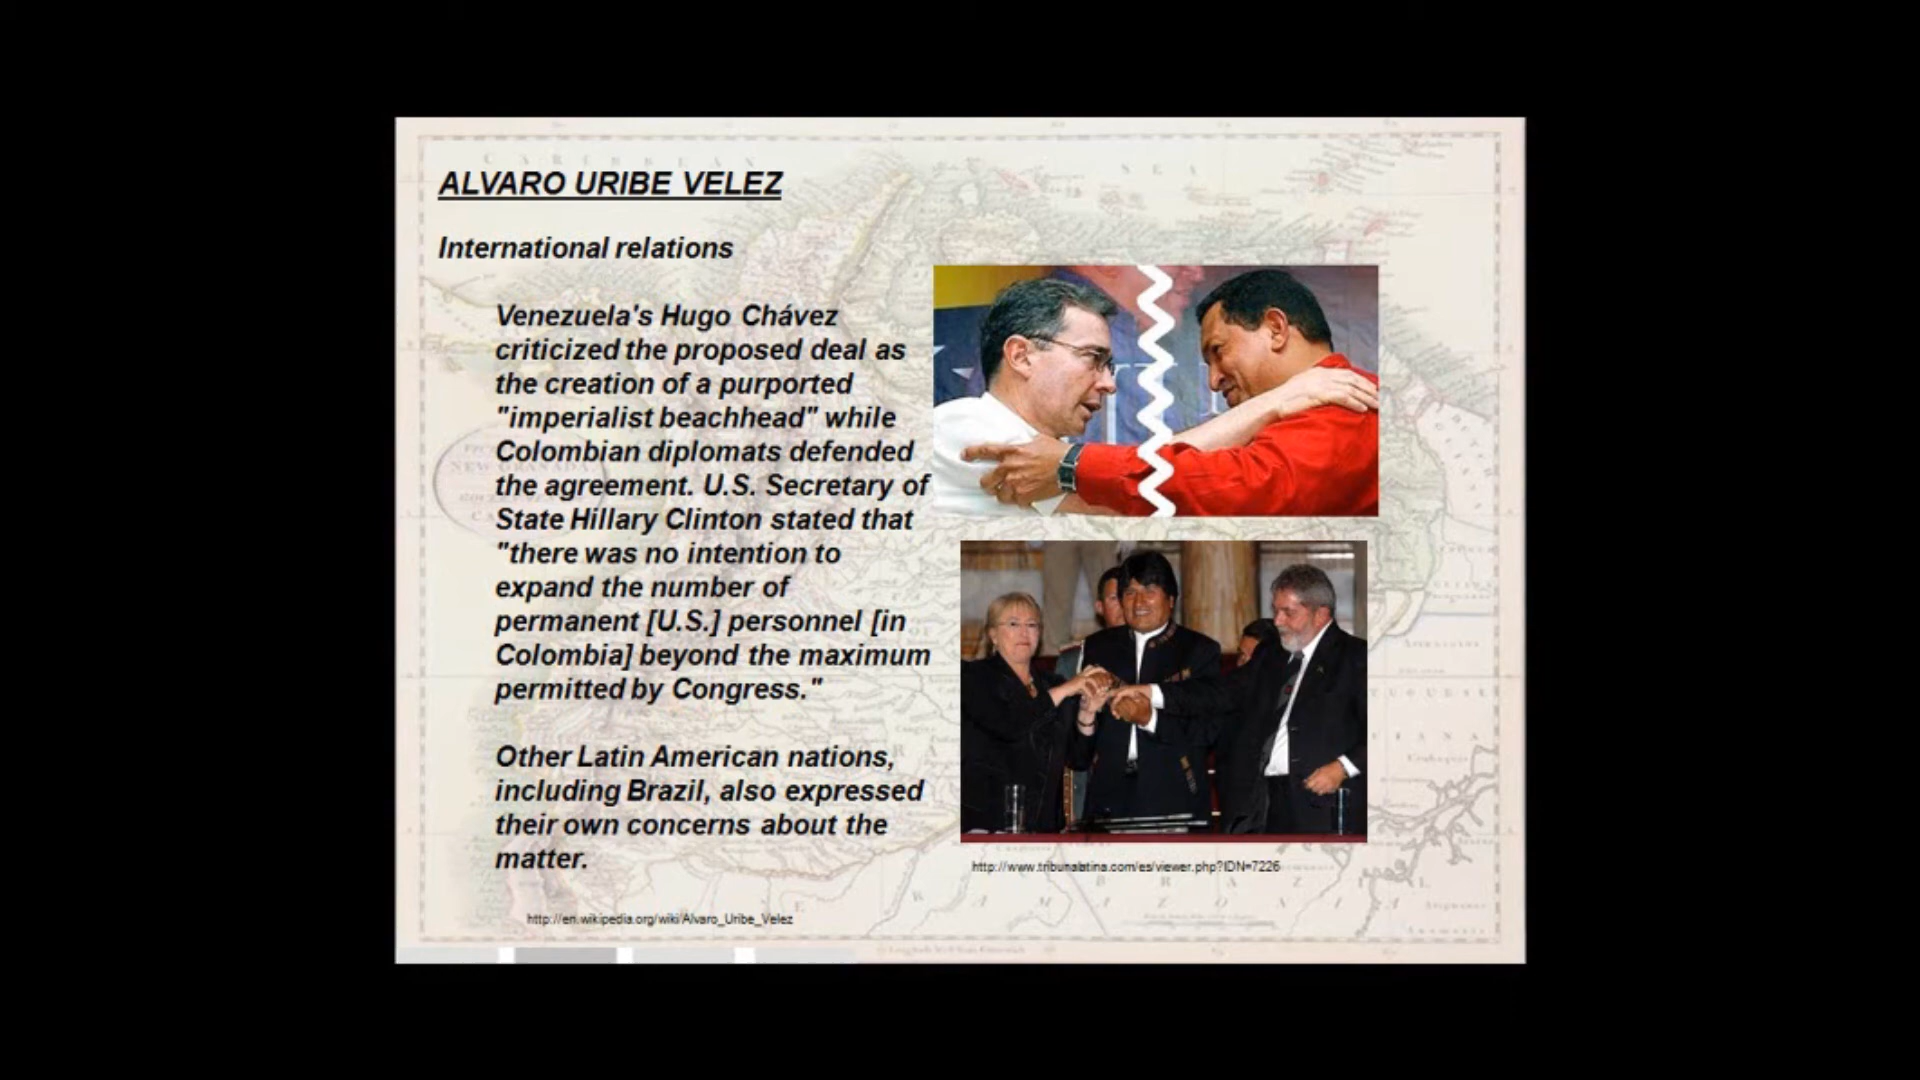 ALVARO URIBE VELEZ
International relations
Venezuela's Hugo Chávez
criticized the proposed deal as
the creation of a purported
"imperialist beachhead" while
Colombian diplomats defended
the agreement. U.S. Secretary of
State Hillary Clinton stated that
"there was no intention to
expand the number of
permanent [U.S.] personnel [in
Colombia] beyond the maximum
permitted by Congress."
Other Latin American nations,
including Brazil, also expressed
their own concerns about the
matter.
http://www.tribunalatina.com/es/viewer.php?IDN=7226
http://en.wikipedia.org/wiki/Alvaro_Uribe_Velez